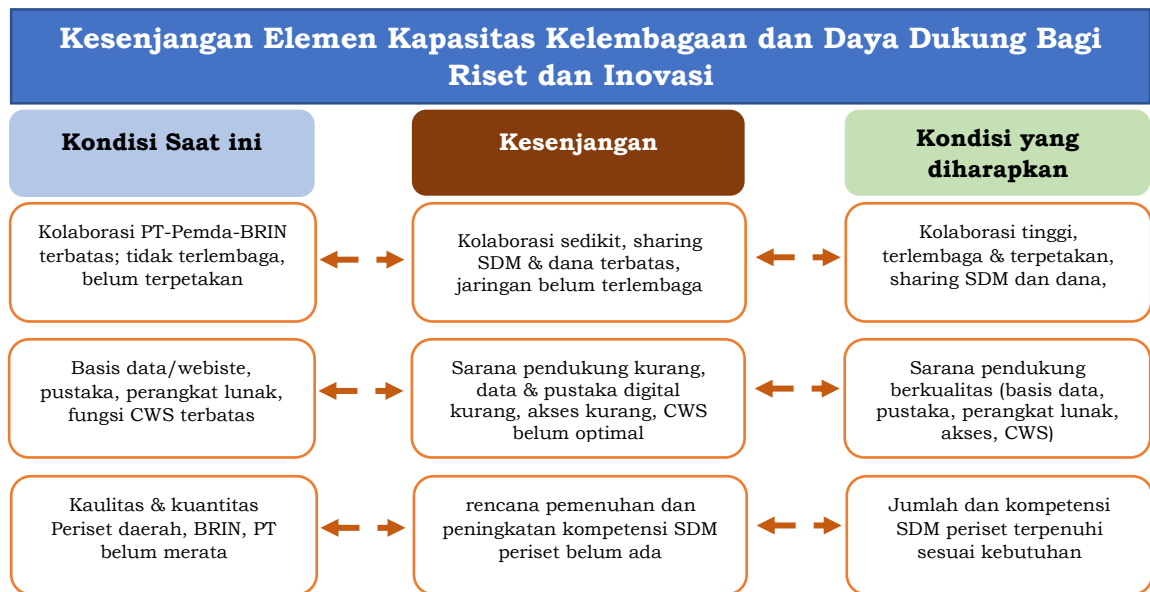 Kesenjangan Elemen Kapasitas Kelembagaan dan Daya Dukung Bagi
Riset dan Inovasi
Kondisi Saat ini
Kesenjangan
Kondisi yang
diharapkan
Kolaborasi PT-Pemda-BRIN
terbatas; tidak terlembaga,
belum terpetakan
Kolaborasi sedikit, sharing
SDM & dana terbatas,
jaringan belum terlembaga
Kolaborasi tinggi,
terlembaga & terpetakan,
sharing SDM dan dana,
Basis data/webiste,
pustaka, perangkat lunak,
fungsi CWS terbatas
Sarana pendukung kurang,
data & pustaka digital
kurang, akses kurang, CWS
belum optimal
Sarana pendukung
berkualitas (basis data,
pustaka, perangkat lunak,
akses, CWS)
Kaulitas & kuantitas
Periset daerah, BRIN, PT
belum merata
rencana pemenuhan dan
peningkatan kompetensi SDM
periset belum ada
Jumlah dan kompetensi
SDM periset terpenuhi
sesuai kebutuhan